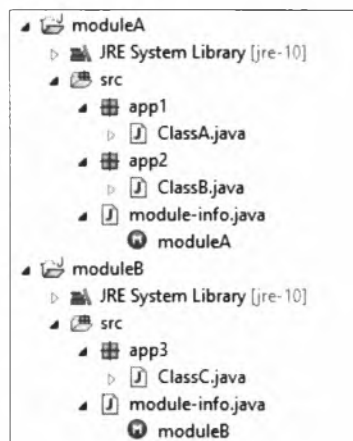 moduleA
JRE System Library [jre-10]
src
app1
ClassA.java
app2
ClassB.java
module-info.java
moduleA
moduleB
JRE System Library [jre-10]
src
app3
ClassC.java
module-info.java
moduleB